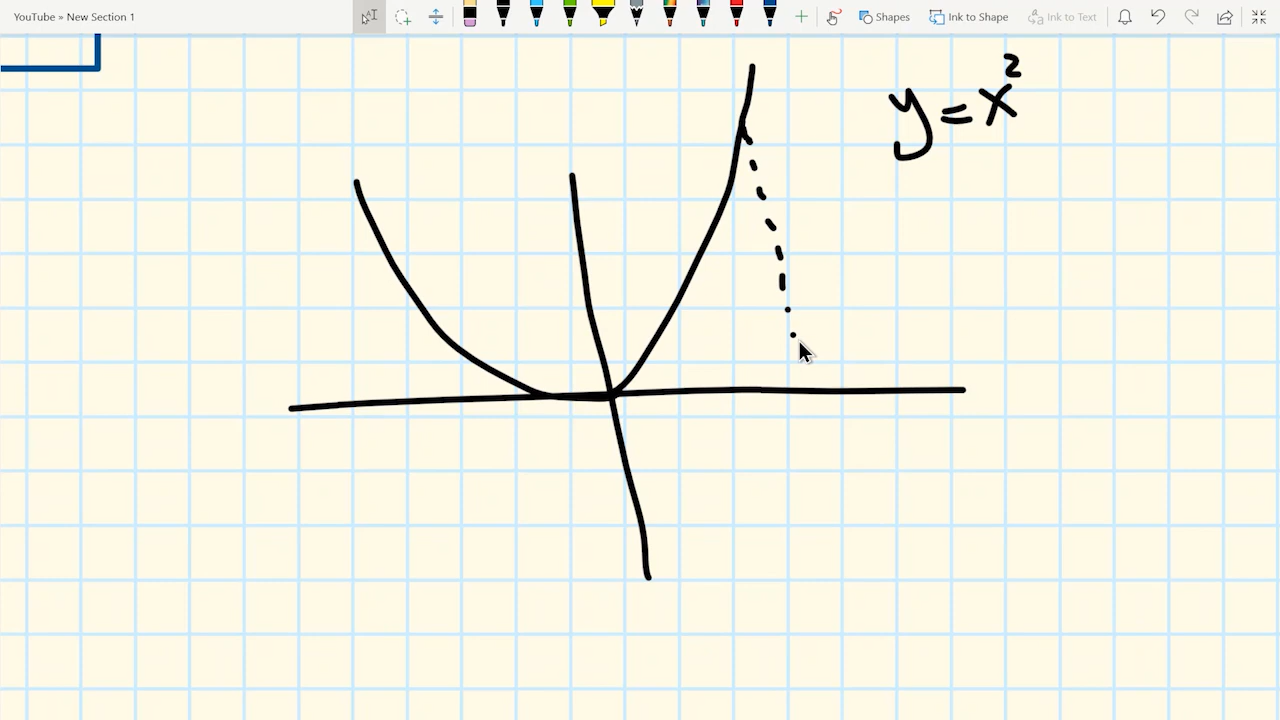 Youtube » New Section 1
Shapes
Ink to Shape
Ink to Text
y=x²